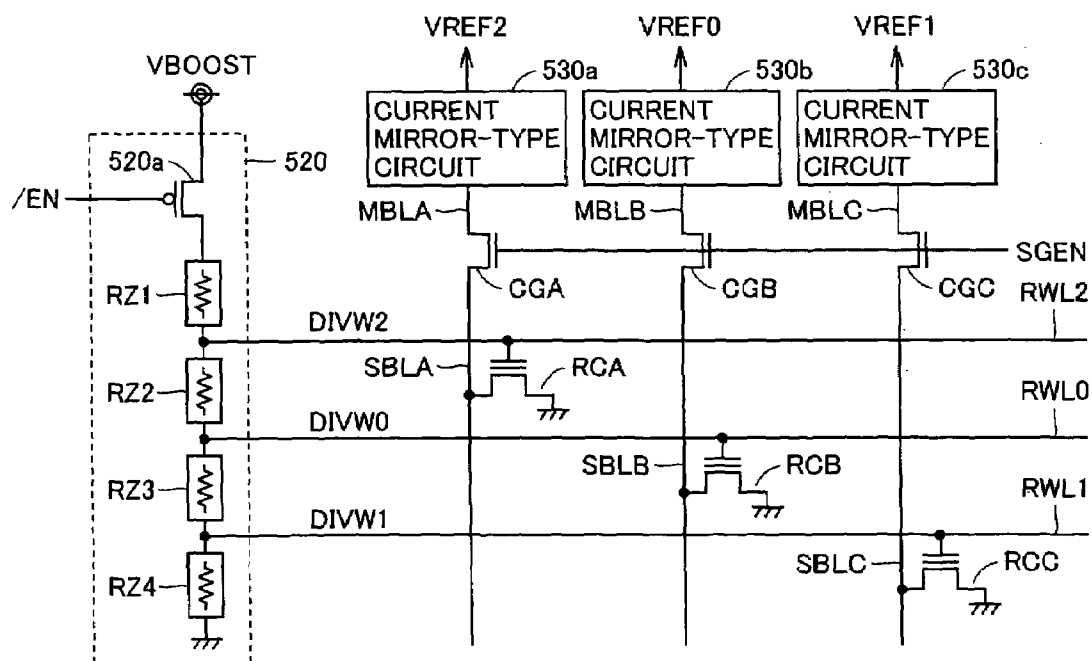 VREF2
VREF0
VREF1
VBOOST
530a
530b
530c
CURRENT
MIRROR-TYPE
CIRCUIT
CURRENT
MIRROR-TYPE
CIRCUIT
CURRENT
MIRROR-TYPE
CIRCUIT
520a
520
/EN
MBLA
MBLB
MBLC
SGEN
CGA
CGB
CGC
RZ1
RWL2
DIVW2
SBLA
RCA
RZ2
RWL0
DIVW0
SBLB
RCB
RZ3
RWL1
DIVW1
SBLC
RCC
RZ4